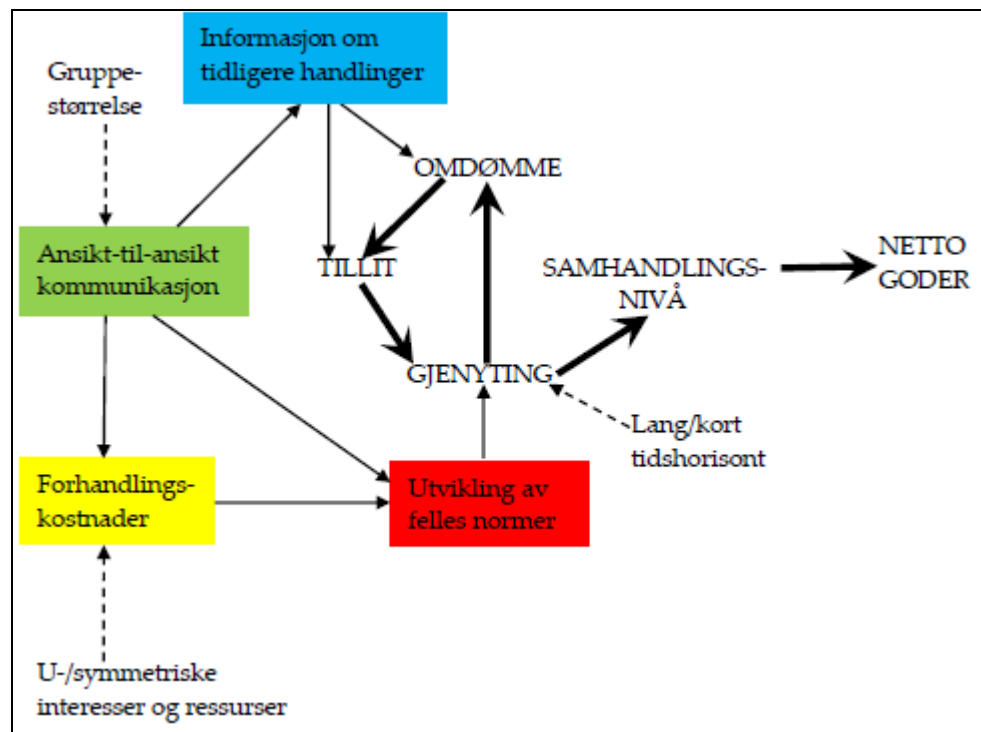 Informasjon om
tidligere handlinger
Gruppe-
størrelse
OMDØMME
Ansikt-til-ansikt
kommunikasjon
TILLIT
SAMHANDLINGS-
NIVÅ
NETTO
GODER
GJENYTING
Lang/kort
tidshorisont
Forhandlings-
kostnader
Utvikling av
felles normer
U-/symmetriske
interesser og ressurser